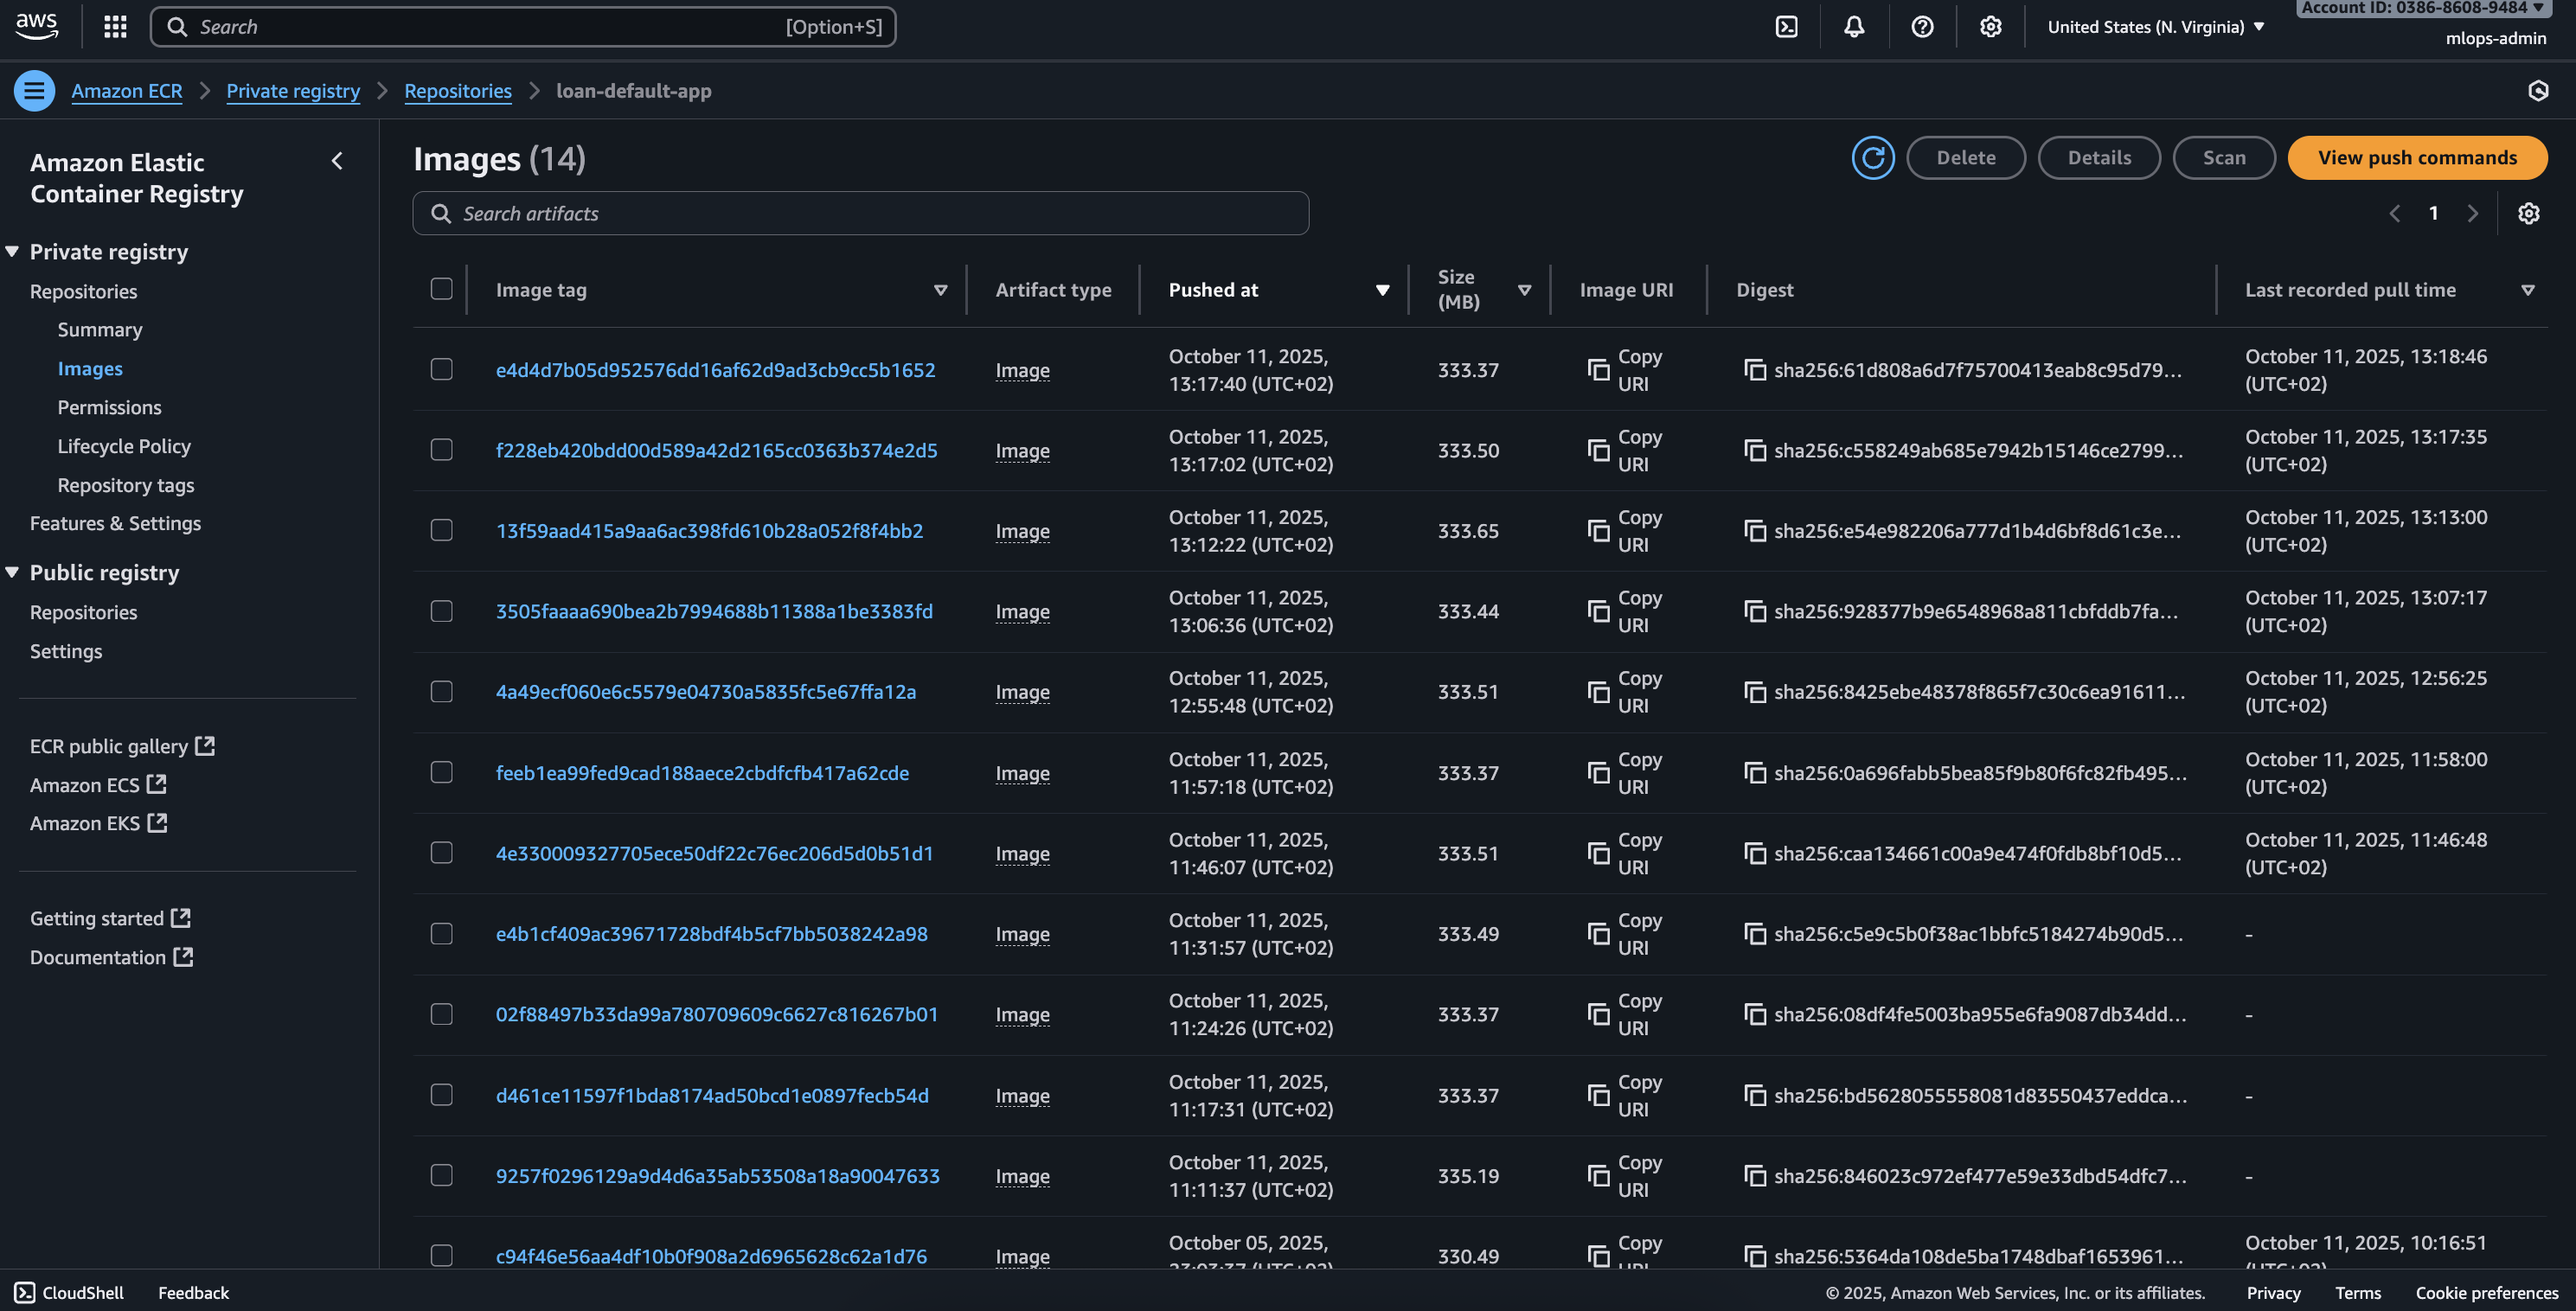 aws
Search
[Option+S]
United States (N. Virginia)
Account ID: 0386-8608-9484
mlops-admin
Amazon ECR
Private registry
Repositories
loan-default-app
Amazon Elastic
Container Registry
Private registry
Repositories
Summary
Images
Permissions
Lifecycle Policy
Repository tags
Features & Settings
Public registry
Repositories
Settings
ECR public gallery
Amazon ECS
Amazon EKS
Getting started
Documentation
Images (14)
Delete
Details
Scan
View push commands
Search artifacts
1
Image tag
Artifact type
Pushed at
Size
(MB)
Image URI
Digest
Last recorded pull time
e4d4d7b05d952576dd16af62d9ad3cb9cc5b1652
Image
October 11, 2025,
13:17:40 (UTC+02)
333.37
Copy
URI
sha256:61d808a6d7f75700413eab8c95d79...
October 11, 2025, 13:18:46
(UTC+02)
f228eb420bdd00d589a42d2165cc0363b374e2d5
Image
October 11, 2025,
13:17:02 (UTC+02)
333.50
Copy
URI
sha256:c558249ab685e7942b15146ce2799...
October 11, 2025, 13:17:35
(UTC+02)
13f59aad415a9aa6ac398fd610b28a052f8f4bb2
Image
October 11, 2025,
13:12:22 (UTC+02)
333.65
Copy
URI
sha256:e54e982206a777d1b4d6bf8d61c3e...
October 11, 2025, 13:13:00
(UTC+02)
3505faaaa690bea2b7994688b11388a1be3383fd
Image
October 11, 2025,
13:06:36 (UTC+02)
333.44
Copy
URI
sha256:928377b9e6548968a811cbfddb7fa...
October 11, 2025, 13:07:17
(UTC+02)
4a49ecf060e6c5579e04730a5835fc5e67ffa12a
Image
October 11, 2025,
12:55:48 (UTC+02)
333.51
Copy
URI
sha256:8425ebe48378f865f7c30c6ea91611...
October 11, 2025, 12:56:25
(UTC+02)
feeb1ea99fed9cad188aece2cbdfcfb417a62cde
Image
October 11, 2025,
11:57:18 (UTC+02)
333.37
Copy
URI
sha256:0a696fabb5bea85f9b80f6fc82fb495...
October 11, 2025, 11:58:00
(UTC+02)
4e330009327705ece50df22c76ec206d5d0b51d1
Image
October 11, 2025,
11:46:07 (UTC+02)
333.51
Copy
URI
sha256:caa134661c00a9e474f0fdb8bf10d5...
October 11, 2025, 11:46:48
(UTC+02)
e4b1cf409ac39671728bdf4b5cf7bb5038242a98
Image
October 11, 2025,
11:31:57 (UTC+02)
333.49
Copy
URI
sha256:c5e9c5b0f38ac1bbfc5184274b90d5...
-
02f88497b33da99a780709609c6627c816267b01
Image
October 11, 2025,
11:24:26 (UTC+02)
333.37
Copy
URI
sha256:08df4fe5003ba955e6fa9087db34dd...
-
d461ce11597f1bda8174ad50bcd1e0897fecb54d
Image
October 11, 2025,
11:17:31 (UTC+02)
333.37
Copy
URI
sha256:bd5628055558081d83550437eddca...
-
9257f0296129a9d4d6a35ab53508a18a90047633
Image
October 11, 2025,
11:11:37 (UTC+02)
335.19
Copy
URI
sha256:846023c972ef477e59e33dbd54dfc7...
-
c94f46e56aa4df10b0f908a2d6965628c62a1d76
Image
October 05, 2025,
330.49
Copy
sha256:5364da108de5ba1748dbaf1653961...
October 11, 2025, 10:16:51
CloudShell
Feedback
© 2025, Amazon Web Services, Inc. or its affiliates.
Privacy
Terms
Cookie preferences